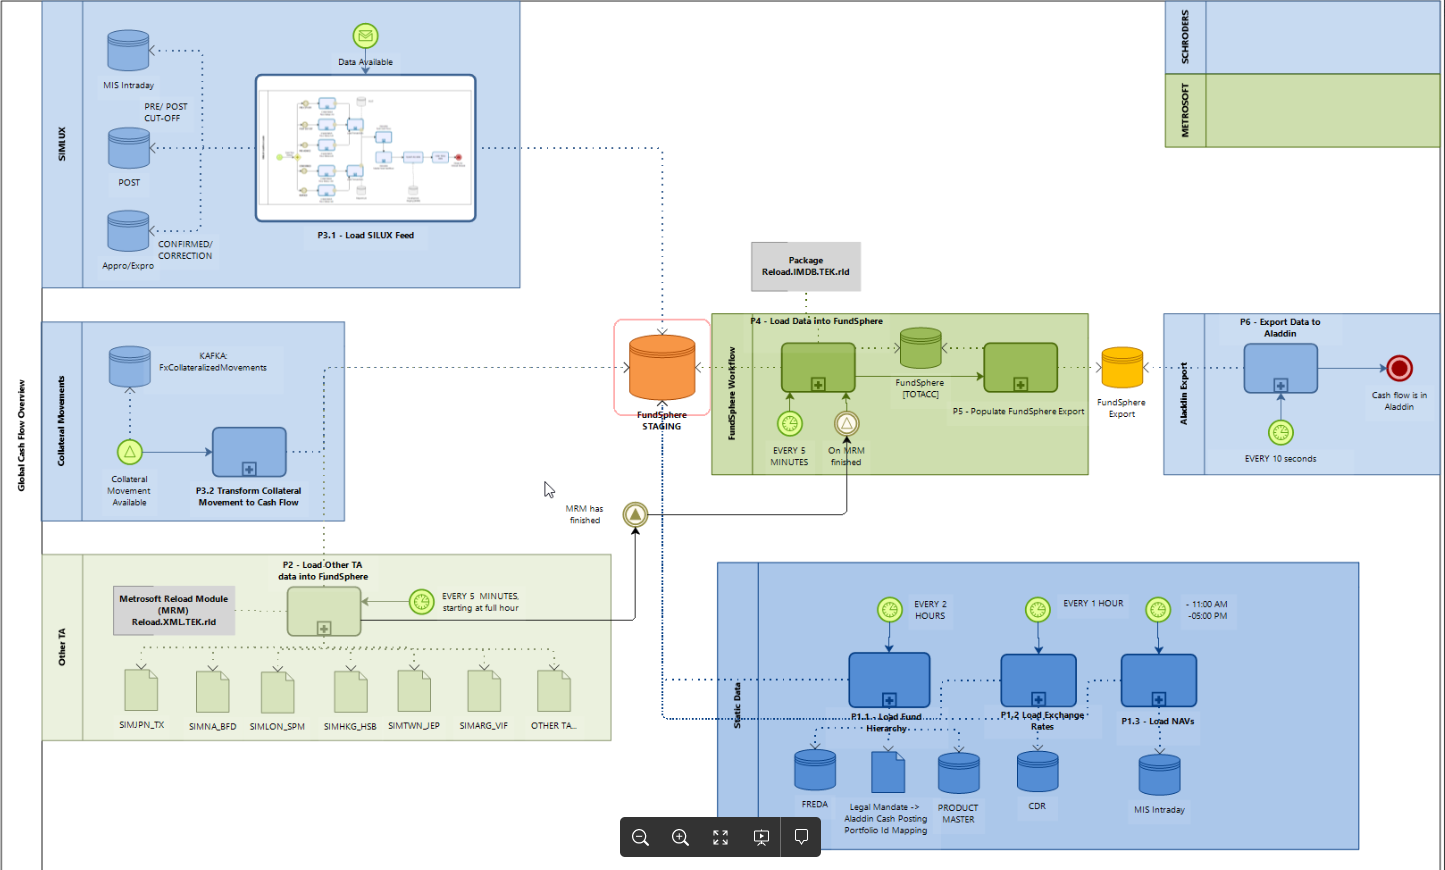 Global Cash Flow Overview
SIMLUX
MIS Intraday
PRE/ POST
CUT-OFF
POST
CONFIRMED/
CORRECTION
Appro/Expro
Data Available
P3.1 - Load SILUX Feed
SCHRODERS
METROSOFT
Collateral Movements
KAFKA:
FxCollateralizedMovements
Collateral
Movement
Available
P3.2 Transform Collateral
Movement to Cash Flow
FundSphere
STAGING
Package
Reload.IMDB.TEK.rld
FundSphere Workflow
P4 - Load Data into FundSphere
FundSphere
[TOTACC]
P5 - Populate FundSphere Export
EVERY 5
MINUTES
On MRM
finished
FundSphere
Export
Aladdin Export
P6 - Export Data to
Aladdin
EVERY 10 seconds
Cash flow is in
Aladdin
MRM has
finished
Other TA
P2 - Load Other TA
data into FundSphere
Metrosoft Reload Module
(MRM)
Reload.XML.TEK.rld
EVERY 5 MINUTES,
starting at full hour
SIMJPN_TX
SIMNA_BFD
SIMLON_SPM
SIMHKG_HSB
SIMTWN_JEP
SIMARG_VIF
OTHER TA...
Static Data
EVERY 2
HOURS
EVERY 1 HOUR
- 11:00 AM
-05:00 PM
P1.1 - Load Fund
Hierarchy
P1.2 Load Exchange
Rates
P1.3 - Load NAVs
FREDA
Legal Mandate ->
Aladdin Cash Posting
Portfolio Id Mapping
PRODUCT
MASTER
CDR
MIS Intraday